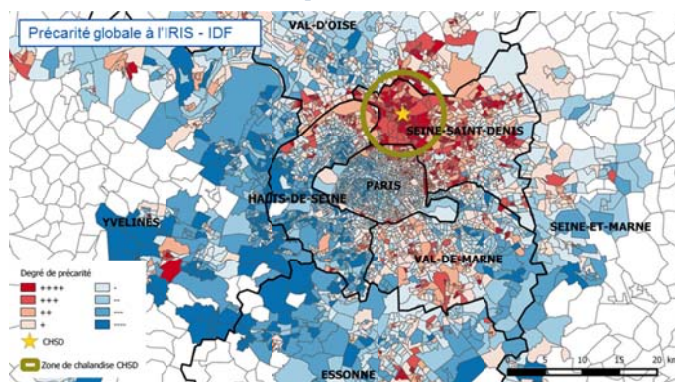 Précarité globale à l'IRIS - IDF
VAL-D'OISE
SEINE-SAINT-DENIS
PARIS
HAUTS-DE-SEINE
YVELINES
SEINE-ET-MARNE
VAL-DE-MARNE
ESSONNE
Degré de précarité
++++ -
+++ --
++ ---
+ ----
CHSD
Zone de chalandise CHSD
0 5 10 15 20 km